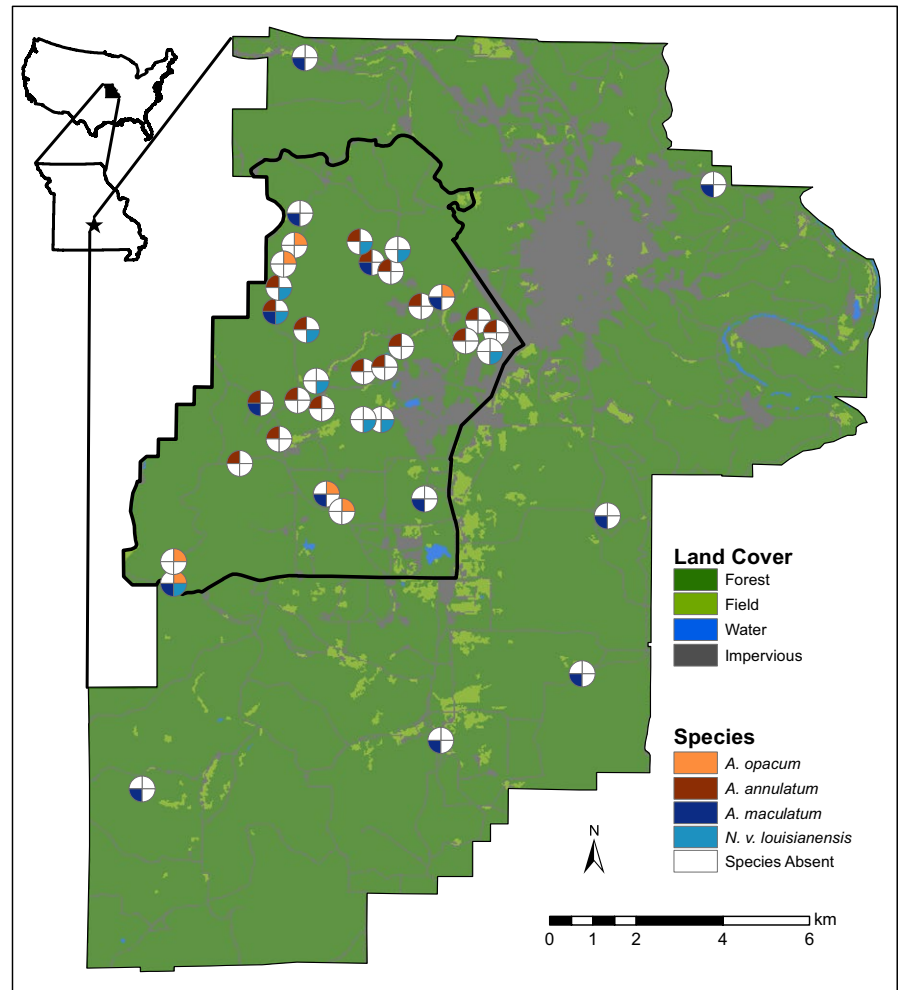 Land Cover
Forest
Field
Water
Impervious
Species
A. opacum
A. annulatum
A. maculatum
N. v. louisianensis
Species Absent
N
km
0 1 2 4 6